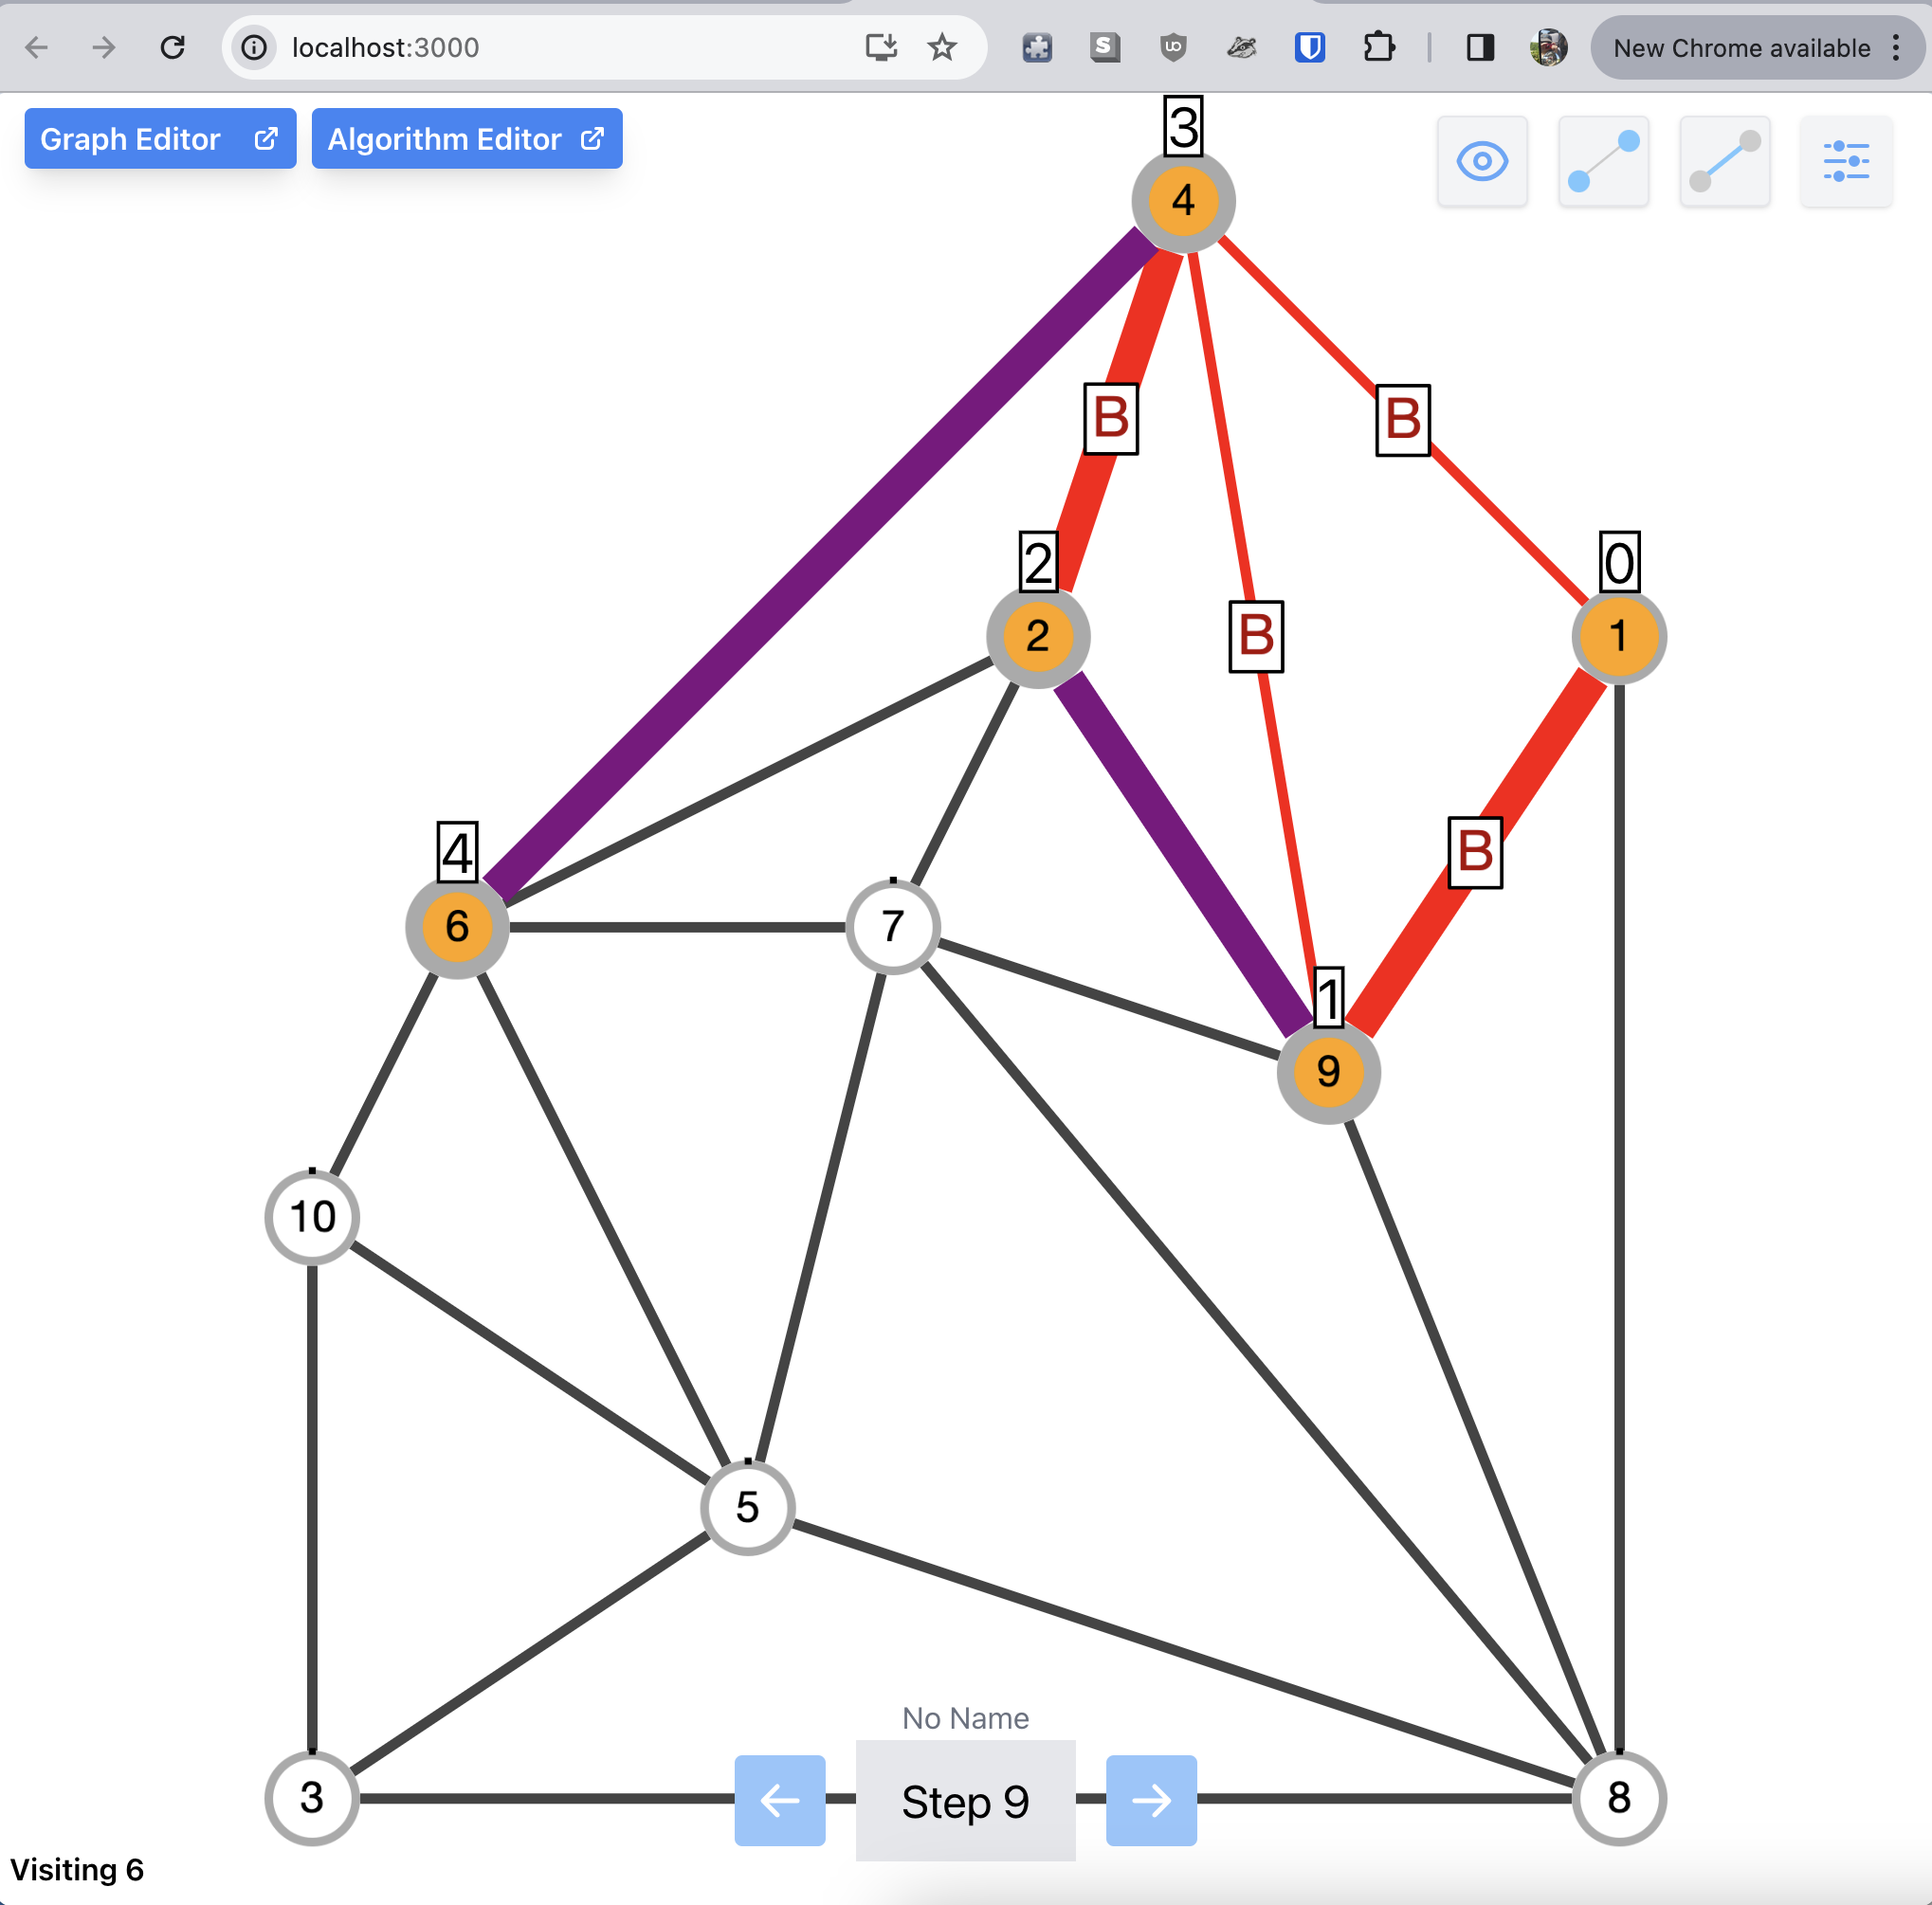 localhost:3000
New Chrome available
Graph Editor
Algorithm Editor
3
4
B
B
2
0
2
B
1
B
4
6
7
1
9
10
5
No Name
3
Step 9
8
Visiting 6